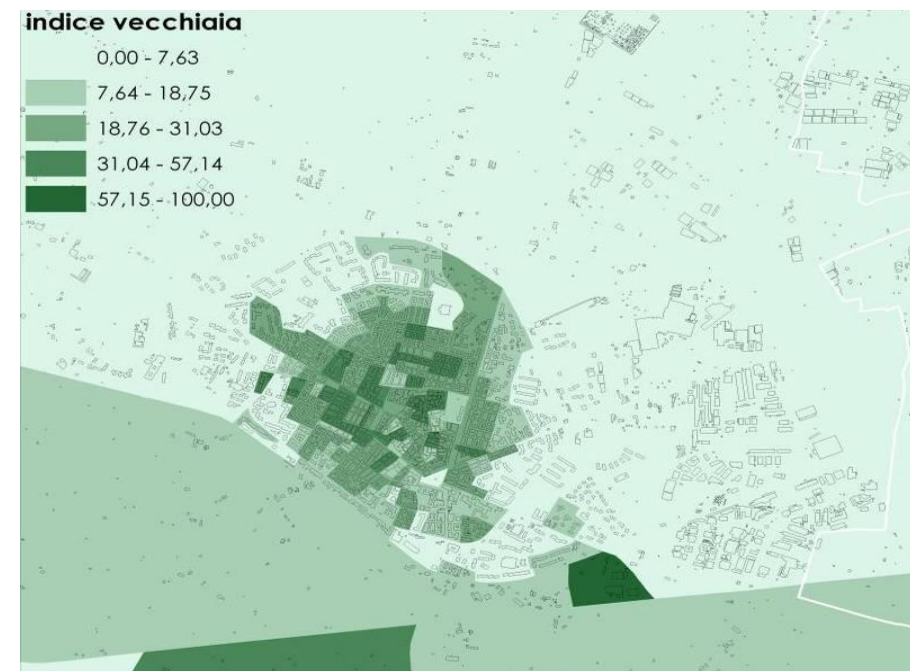 indice vecchiaia
0,00 - 7,63
7,64 - 18,75
18,76 - 31,03
31,04 - 57,14
57,15 - 100,00